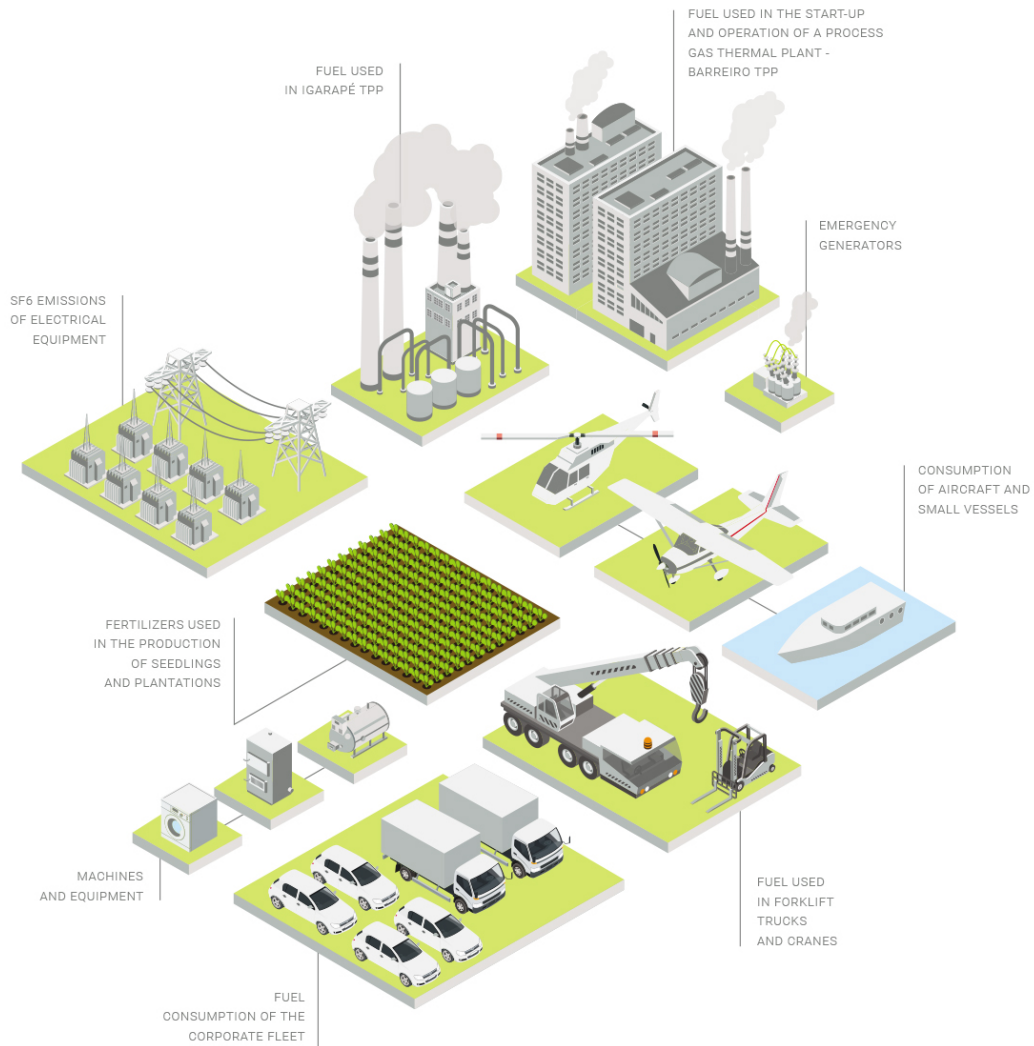 FUEL USED IN THE START-UP
AND OPERATION OF A PROCESS
GAS THERMAL PLANT -
BARREIRO TPP
FUEL USED
IN IGARAPÉ TPP
EMERGENCY
GENERATORS
SF6 EMISSIONS
OF ELECTRICAL
EQUIPMENT
CONSUMPTION
OF AIRCRAFT AND
SMALL VESSELS
FERTILIZERS USED
IN THE PRODUCTION
OF SEEDLINGS
AND PLANTATIONS
MACHINES
AND EQUIPMENT
FUEL USED
IN FORKLIFT
TRUCKS
AND CRANES
FUEL
CONSUMPTION OF THE
CORPORATE FLEET